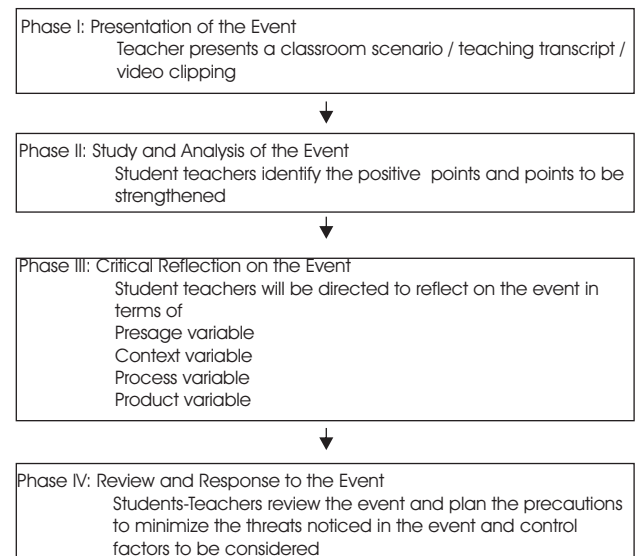 Phase I: Presentation of the Event
Teacher presents a classroom scenario / teaching transcript /
video clipping
Phase II: Study and Analysis of the Event
Student teachers identify the positive points and points to be
strengthened
Phase III: Critical Reflection on the Event
Student teachers will be directed to reflect on the event in
terms of
Presage variable
Context variable
Process variable
Product variable
Phase IV: Review and Response to the Event
Students-Teachers review the event and plan the precautions
to minimize the threats noticed in the event and control
factors to be considered